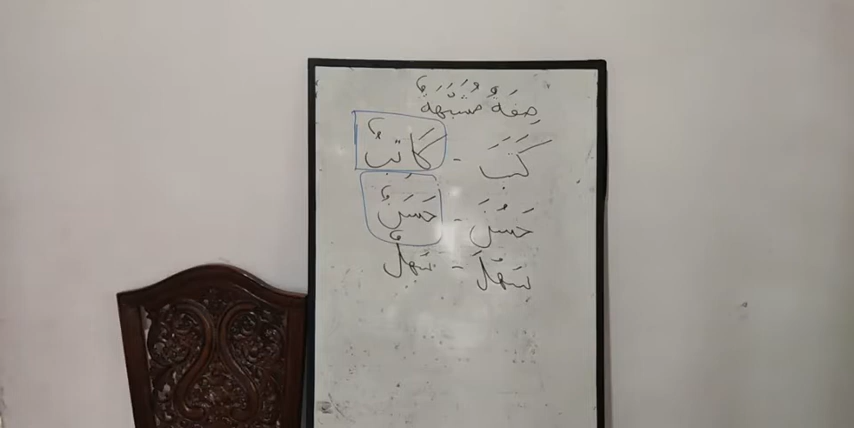 صِفَةٌ مُشَبَّهَةٌ
كَتَبَ - كَاتِبٌ
حَسُنَ - حَسَنٌ
سَهُلَ - سَهْلٌ